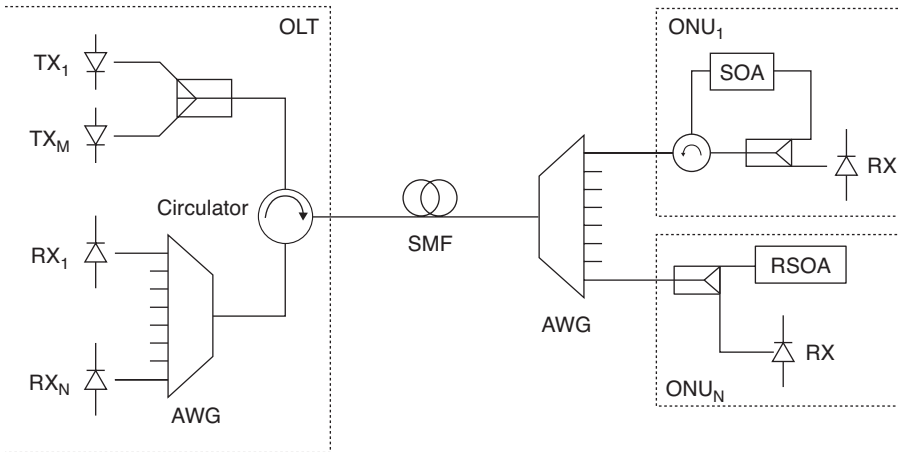 OLT
TX1
TXM
Circulator
RX1
RXN
AWG
SMF
AWG
ONU1
SOA
RX
RSOA
RX
ONUN